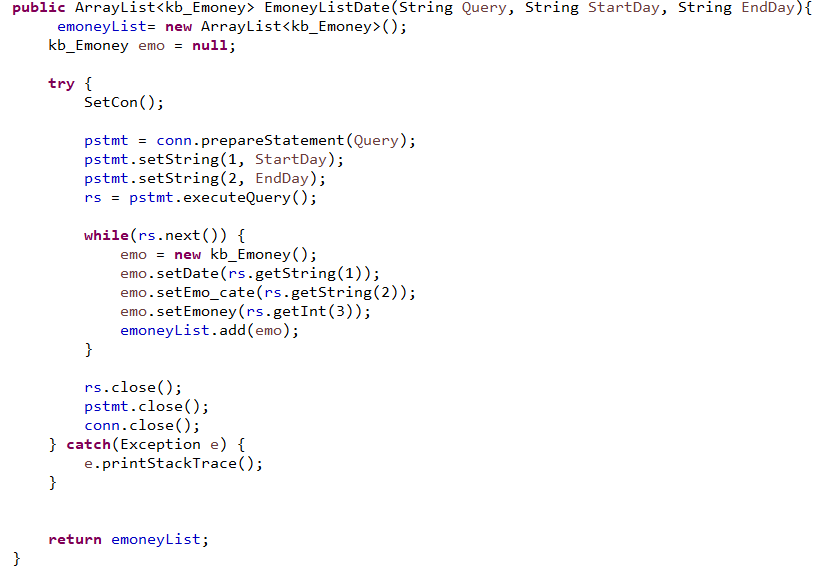 public ArrayList<kb_Emoney> EmoneyListDate(String Query, String StartDay, String EndDay){
     emoneyList= new ArrayList<kb_Emoney>();
    kb_Emoney emo = null;

    try {
        SetCon();

        pstmt = conn.prepareStatement(Query);
        pstmt.setString(1, StartDay);
        pstmt.setString(2, EndDay);
        rs = pstmt.executeQuery();

        while(rs.next()) {
            emo = new kb_Emoney();
            emo.setDate(rs.getString(1));
            emo.setEmo_cate(rs.getString(2));
            emo.setEmoney(rs.getInt(3));
            emoneyList.add(emo);
        }

        rs.close();
        pstmt.close();
        conn.close();
    } catch(Exception e) {
        e.printStackTrace();
    }


    return emoneyList;
}